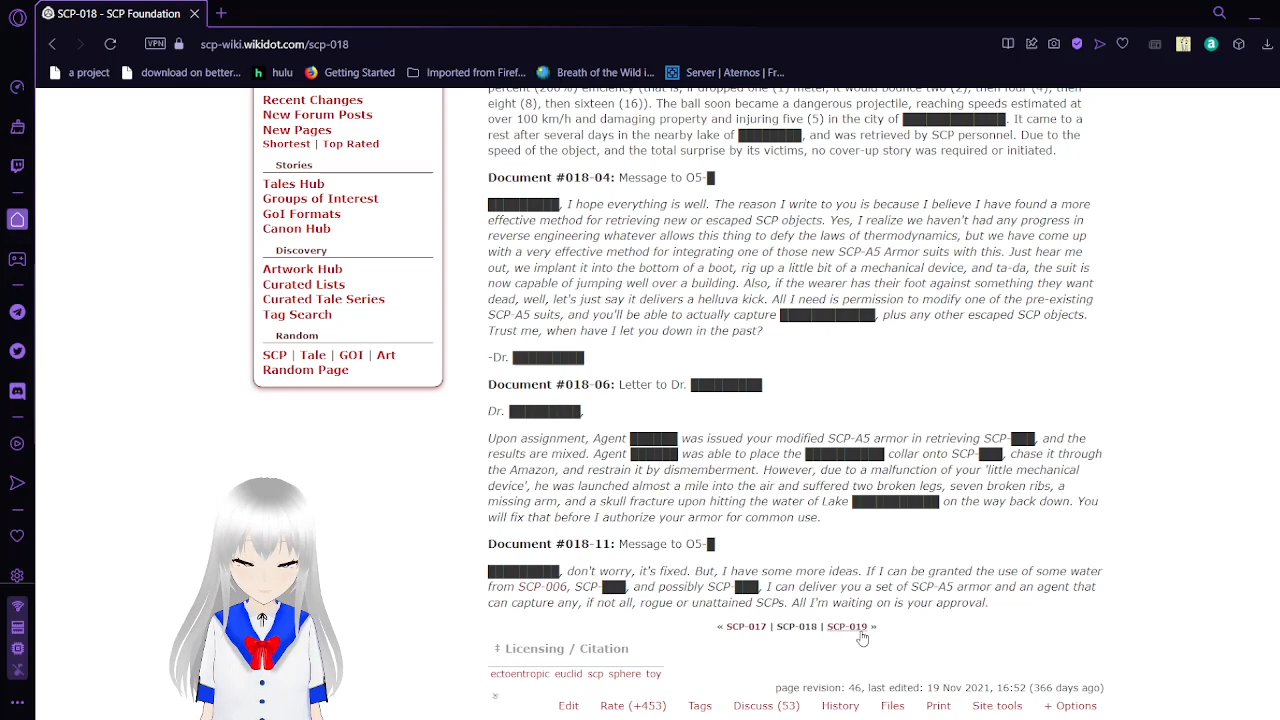 SCP-018 - SCP Foundation
VPN
scp-wiki.wikidot.com/scp-018
a project
download on better...
hulu
Getting Started
Imported from Firef...
Breath of the Wild i...
Server | Aternos | Fr...
Recent Changes
New Forum Posts
New Pages
Shortest | Top Rated
Stories
Tales Hub
Groups of Interest
GoI Formats
Canon Hub
Discovery
Artwork Hub
Curated Lists
Curated Tale Series
Tag Search
Random
SCP | Tale | GOI | Art
Random Page
percent (200%) efficiency (that is, if dropped one (1) meter, it would bounce two (2), then four (4), then
eight (8), then sixteen (16)). The ball soon became a dangerous projectile, reaching speeds estimated at
over 100 km/h and damaging property and injuring five (5) in the city of █████████████. It came to a
rest after several days in the nearby lake of ████████, and was retrieved by SCP personnel. Due to the
speed of the object, and the total surprise by its victims, no cover-up story was required or initiated.
Document #018-04: Message to O5-█
█████████, I hope everything is well. The reason I write to you is because I believe I have found a more
effective method for retrieving new or escaped SCP objects. Yes, I realize we haven't had any progress in
reverse engineering whatever allows this thing to defy the laws of thermodynamics, but we have come up
with a very effective method for integrating one of those new SCP-A5 Armor suits with this. Just hear me
out, we implant it into the bottom of a boot, rig up a little bit of a mechanical device, and ta-da, the suit is
now capable of jumping well over a building. Also, if the wearer has their foot against something they want
dead, well, let's just say it delivers a helluva kick. All I need is permission to modify one of the pre-existing
SCP-A5 suits, and you'll be able to actually capture ████████████, plus any other escaped SCP objects.
Trust me, when have I let you down in the past?
-Dr. █████████
Document #018-06: Letter to Dr. █████████
Dr. █████████,
Upon assignment, Agent ██████ was issued your modified SCP-A5 armor in retrieving SCP-███, and the
results are mixed. Agent ██████ was able to place the ██████████ collar onto SCP-███, chase it through
the Amazon, and restrain it by dismemberment. However, due to a malfunction of your 'little mechanical
device', he was launched almost a mile into the air and suffered two broken legs, seven broken ribs, a
missing arm, and a skull fracture upon hitting the water of Lake ███████████ on the way back down. You
will fix that before I authorize your armor for common use.
Document #018-11: Message to O5-█
█████████, don't worry, it's fixed. But, I have some more ideas. If I can be granted the use of some water
from SCP-006, SCP-███, and possibly SCP-███, I can deliver you a set of SCP-A5 armor and an agent that
can capture any, if not all, rogue or unattained SCPs. All I'm waiting on is your approval.
« SCP-017 | SCP-018 | SCP-019 »
‡ Licensing / Citation
ectoentropic euclid scp sphere toy
page revision: 46, last edited: 19 Nov 2021, 16:52 (366 days ago)
Edit Rate (+453) Tags Discuss (53) History Files Print Site tools + Options